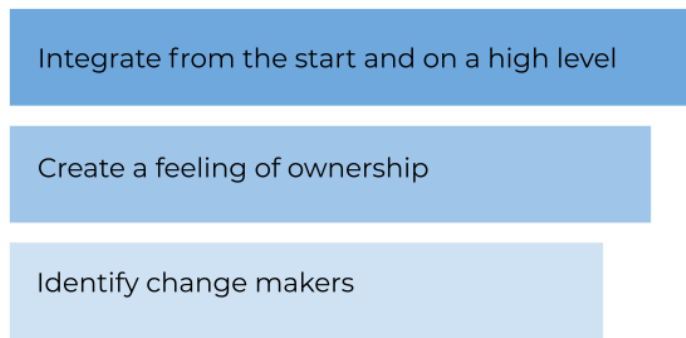 Integrate from the start and on a high level
Create a feeling of ownership
Identify change makers